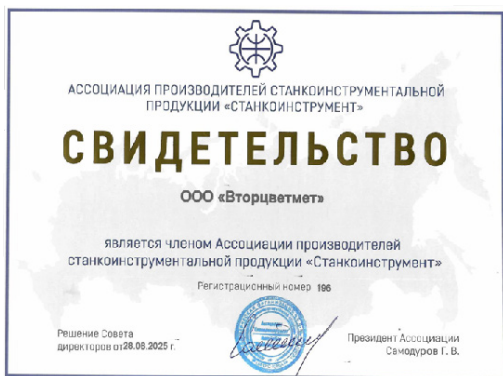 АССОЦИАЦИЯ ПРОИЗВОДИТЕЛЕЙ СТАНКОИНСТРУМЕНТАЛЬНОЙ
ПРОДУКЦИИ «СТАНКОИНСТРУМЕНТ»
СВИДЕТЕЛЬСТВО
ООО «Вторцветмет»
является членом Ассоциации производителей
станкоинструментальной продукции «Станкоинструмент»
Регистрационный номер 196
Решение Совета
директоров от 26.06.2025 г.
Президент Ассоциации
Самодуров Г. В.